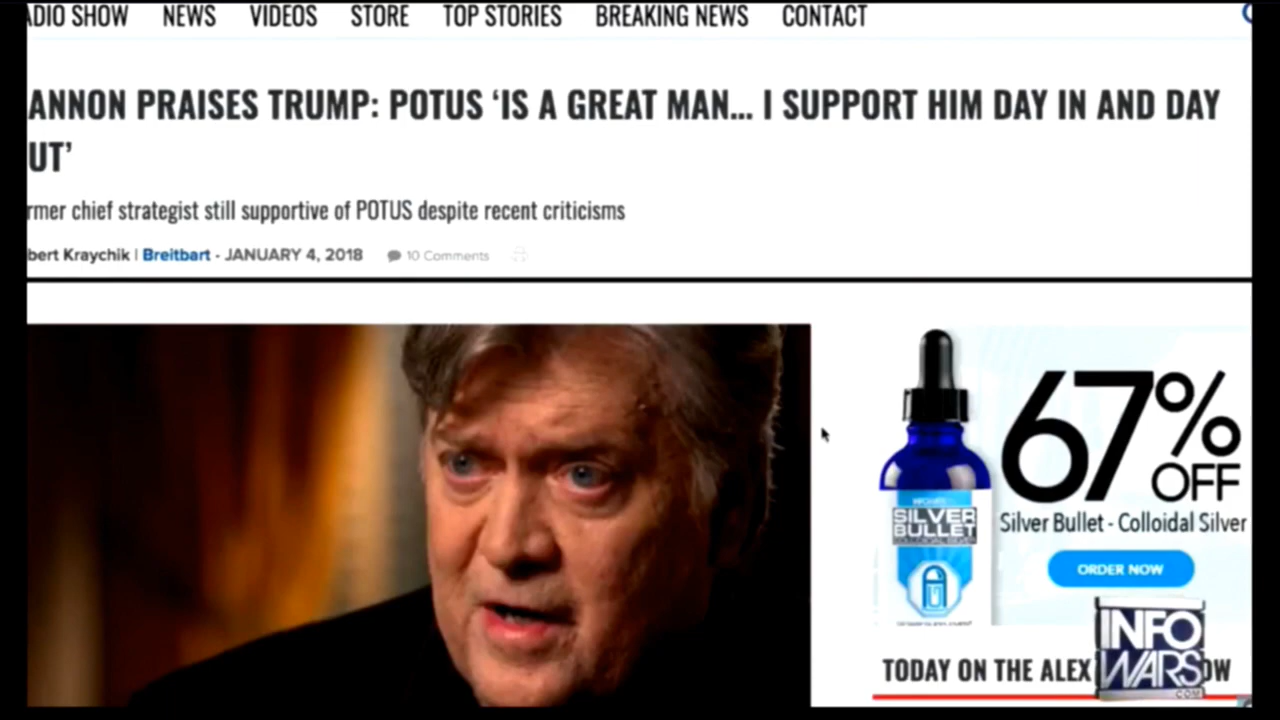 ADIO SHOW NEWS VIDEOS STORE TOP STORIES BREAKING NEWS CONTACT
ANNON PRAISES TRUMP: POTUS ‘IS A GREAT MAN... I SUPPORT HIM DAY IN AND DAY
UT’
rmer chief strategist still supportive of POTUS despite recent criticisms
bert Kraychik | Breitbart - JANUARY 4, 2018 10 Comments
67%
OFF
SILVER
BULLET
Silver Bullet - Colloidal Silver
ORDER NOW
INFO
WARS
.COM
TODAY ON THE ALEX OW